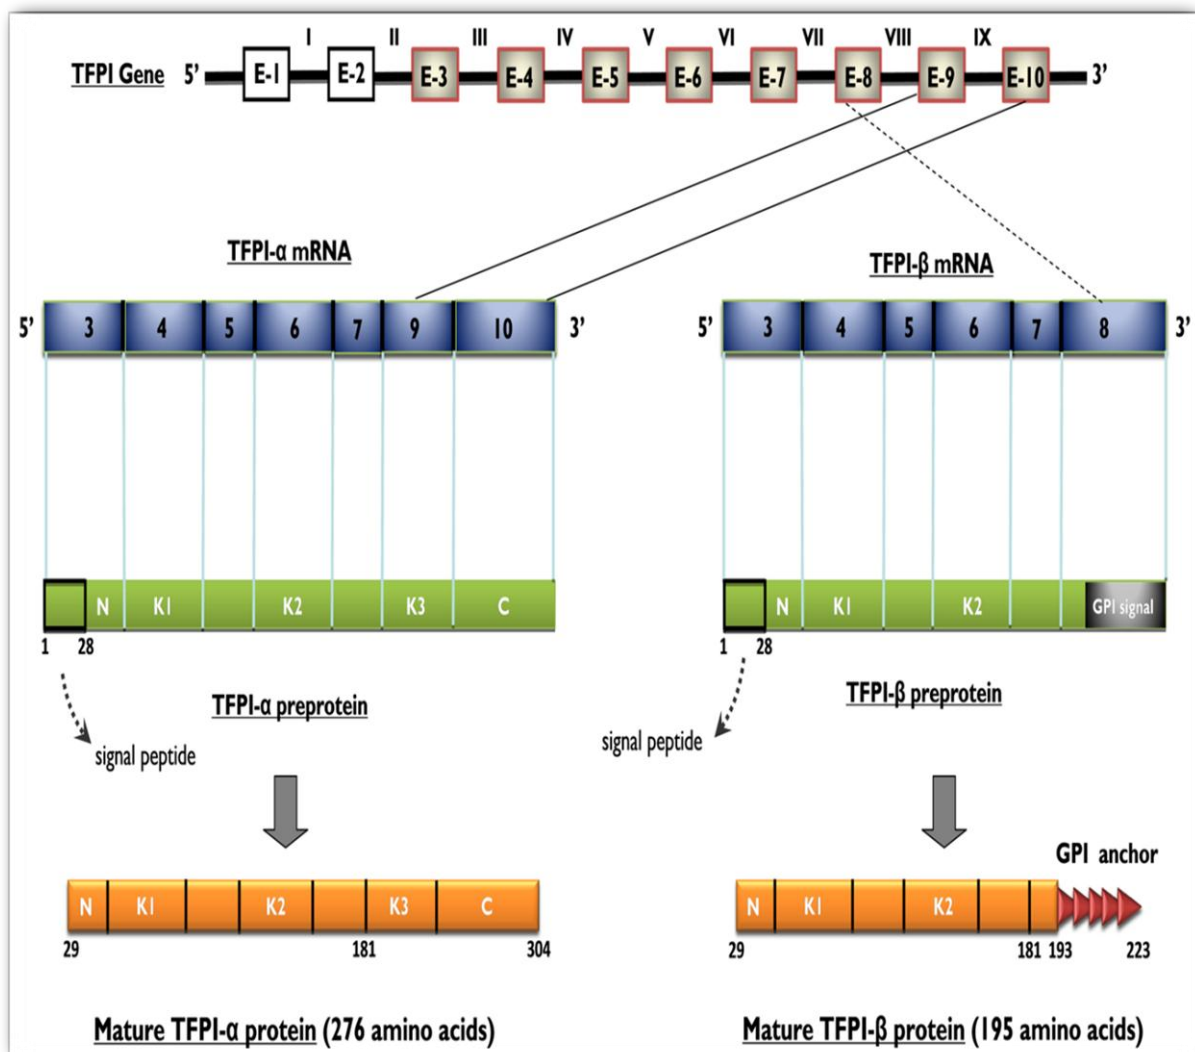 I II III IV V VI VII VIII IX
TFPI Gene 5’ E-1 E-2 E-3 E-4 E-5 E-6 E-7 E-8 E-9 E-10 3’
TFPI-α mRNA
5’ 3 4 5 6 7 9 10 3’
N K1 K2 K3 C
1 28
TFPI-α preprotein
signal peptide
N K1 K2 K3 C
29 181 304
Mature TFPI-α protein (276 amino acids)
TFPI-β mRNA
5’ 3 4 5 6 7 8 3’
N K1 K2 GPI signal
1 28
TFPI-β preprotein
signal peptide
GPI anchor
N K1 K2
29 181 193 223
Mature TFPI-β protein (195 amino acids)